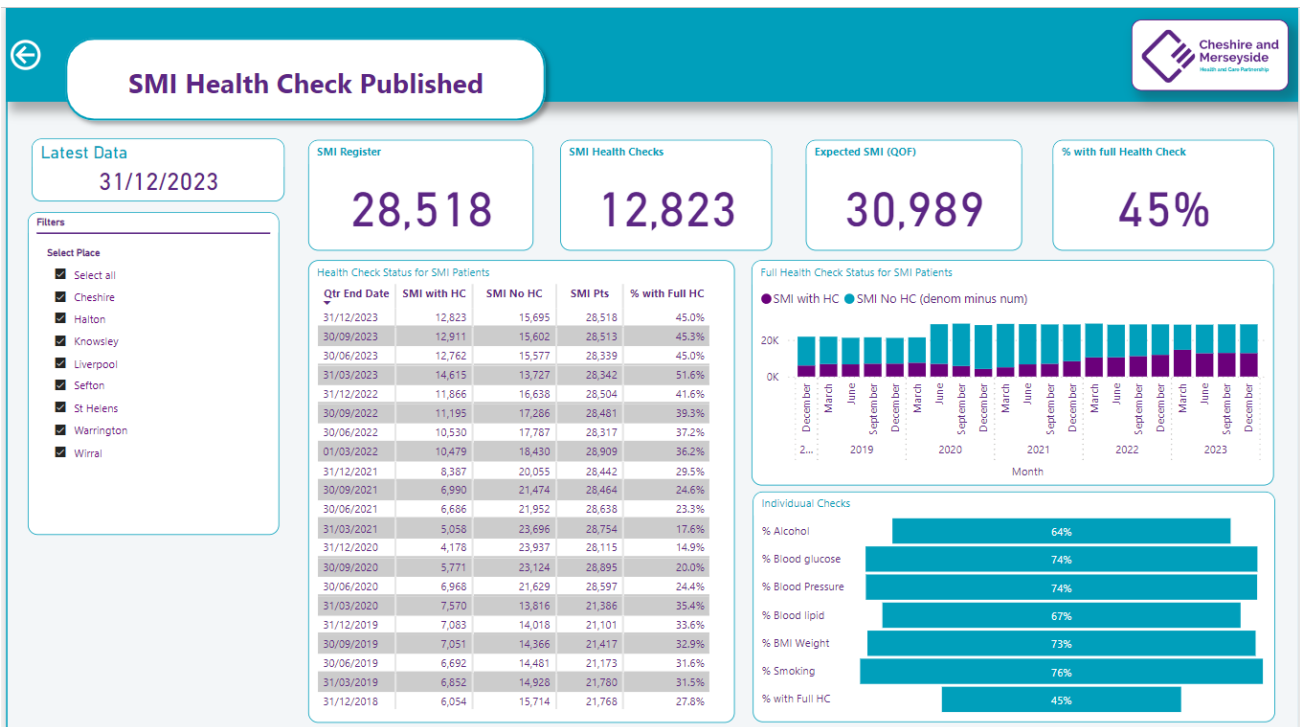 SMI Health Check Published
Cheshire and
Merseyside
Health and Care Partnership
Latest Data
31/12/2023
Filters
Select Place
Select all
Cheshire
Halton
Knowsley
Liverpool
Sefton
St Helens
Warrington
Wirral
SMI Register
28,518
SMI Health Checks
12,823
Expected SMI (QOF)
30,989
% with full Health Check
45%
Health Check Status for SMI Patients
Qtr End Date SMI with HC SMI No HC SMI Pts % with Full HC
31/12/2023 12,823 15,695 28,518 45.0%
30/09/2023 12,911 15,602 28,513 45.3%
30/06/2023 12,762 15,577 28,339 45.0%
31/03/2023 14,615 13,727 28,342 51.6%
31/12/2022 11,866 16,638 28,504 41.6%
30/09/2022 11,195 17,286 28,481 39.3%
30/06/2022 10,530 17,787 28,317 37.2%
01/03/2022 10,479 18,430 28,909 36.2%
31/12/2021 8,387 20,055 28,442 29.5%
30/09/2021 6,990 21,474 28,464 24.6%
30/06/2021 6,686 21,952 28,638 23.3%
31/03/2021 5,058 23,696 28,754 17.6%
31/12/2020 4,178 23,937 28,115 14.9%
30/09/2020 5,771 23,124 28,895 20.0%
30/06/2020 6,968 21,629 28,597 24.4%
31/03/2020 7,570 13,816 21,386 35.4%
31/12/2019 7,083 14,018 21,101 33.6%
30/09/2019 7,051 14,366 21,417 32.9%
30/06/2019 6,692 14,481 21,173 31.6%
31/03/2019 6,852 14,928 21,780 31.5%
31/12/2018 6,054 15,714 21,768 27.8%
Full Health Check Status for SMI Patients
SMI with HC SMI No HC (denom minus num)
20K
0K
December March June September December March June September December March June September December March June September December March June September December
2... 2019 2020 2021 2022 2023
Month
Individuual Checks
% Alcohol 64%
% Blood glucose 74%
% Blood Pressure 74%
% Blood lipid 67%
% BMI Weight 73%
% Smoking 76%
% with Full HC 45%